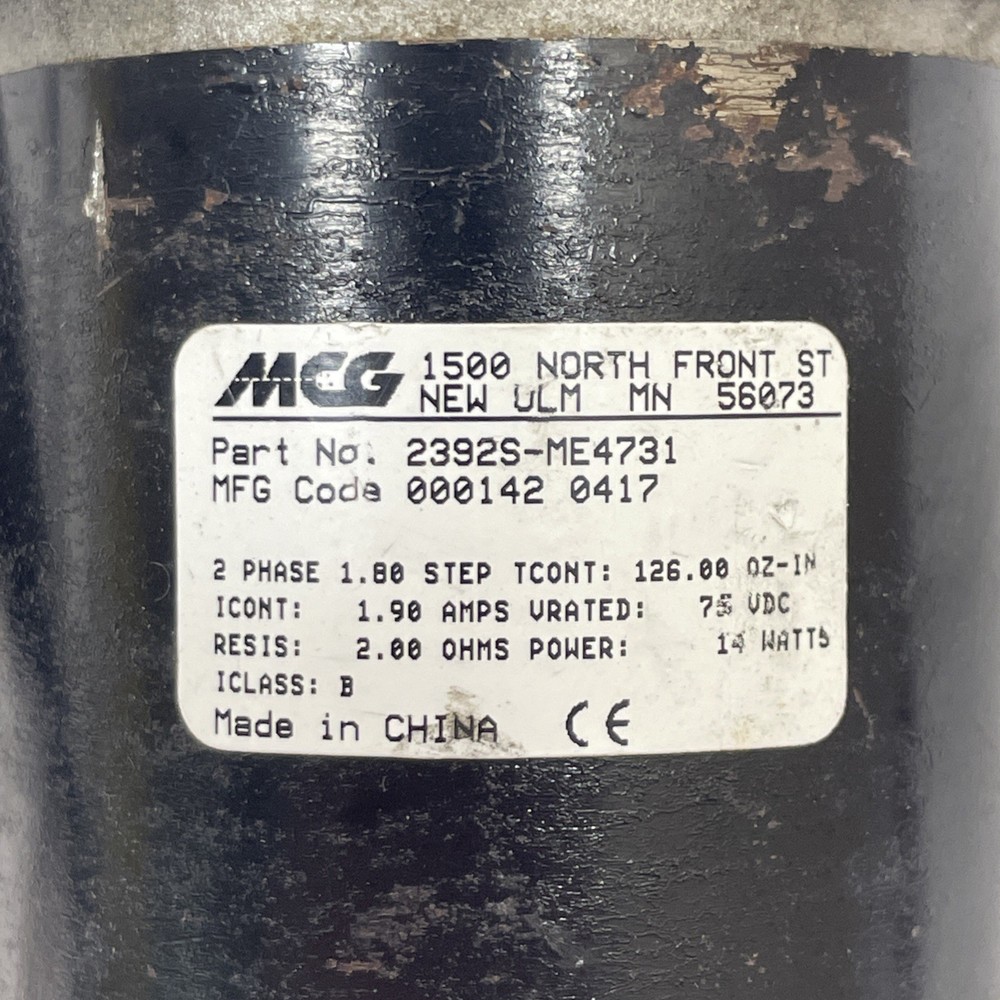 MCG 1500 NORTH FRONT ST
NEW ULM MN 56073
Part No. 2392S-ME4731
MFG Code 000142 0417
2 PHASE 1.80 STEP TCONT: 126.00 OZ-IN
ICONT: 1.90 AMPS VRATED: 75 VDC
RESIS: 2.00 OHMS POWER: 14 WATTS
ICLASS: B
Made in CHINA CE